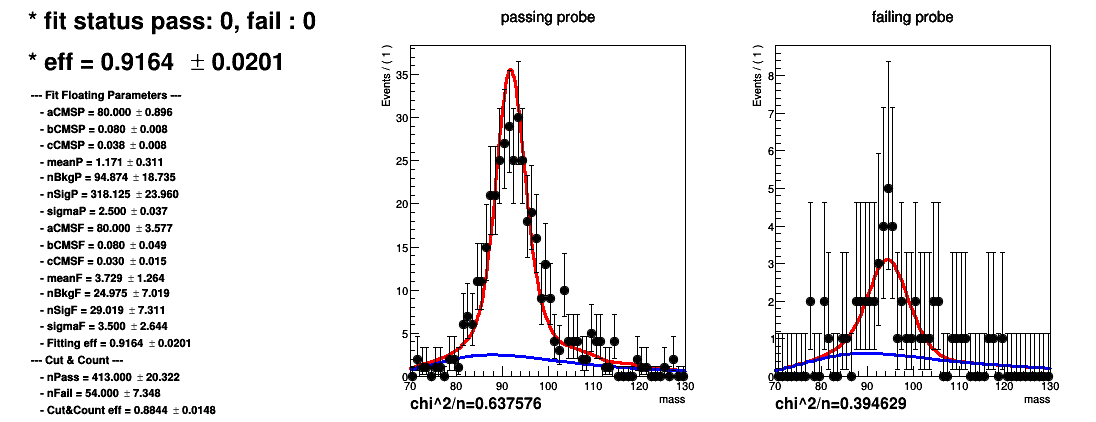 * fit status pass: 0, fail : 0
* eff = 0.9164 ± 0.0201
--- Fit Floating Parameters ---
- aCMSP = 80.000 ± 0.896
- bCMSP = 0.080 ± 0.008
- cCMSP = 0.038 ± 0.008
- meanP = 1.171 ± 0.311
- nBkgP = 94.874 ± 18.735
- nSigP = 318.125 ± 23.960
- sigmaP = 2.500 ± 0.037
- aCMSF = 80.000 ± 3.577
- bCMSF = 0.080 ± 0.049
- cCMSF = 0.030 ± 0.015
- meanF = 3.729 ± 1.264
- nBkgF = 24.975 ± 7.019
- nSigF = 29.019 ± 7.311
- sigmaF = 3.500 ± 2.644
- Fitting eff = 0.9164 ± 0.0201
--- Cut & Count ---
- nPass = 413.000 ± 20.322
- nFail = 54.000 ± 7.348
- Cut&Count eff = 0.8844 ± 0.0148
passing probe
Events / ( 1 )
35
30
25
20
15
10
5
0
70 80 90 100 110 120 130
mass
chi^2/n=0.637576
failing probe
Events / ( 1 )
8
7
6
5
4
3
2
1
0
70 80 90 100 110 120 130
mass
chi^2/n=0.394629